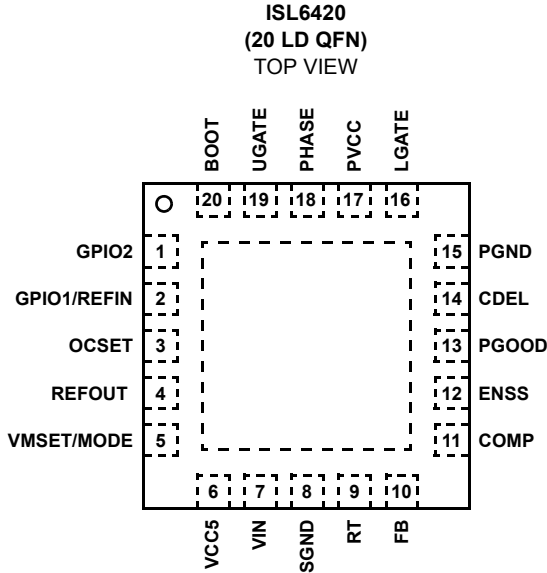 ISL6420
(20 LD QFN)
TOP VIEW
BOOT
UGATE
PHASE
PVCC
LGATE
20
19
18
17
16
GPIO2 1
15 PGND
GPIO1/REFIN 2
14 CDEL
OCSET 3
13 PGOOD
REFOUT 4
12 ENSS
VMSET/MODE 5
11 COMP
6
7
8
9
10
VCC5
VIN
SGND
RT
FB